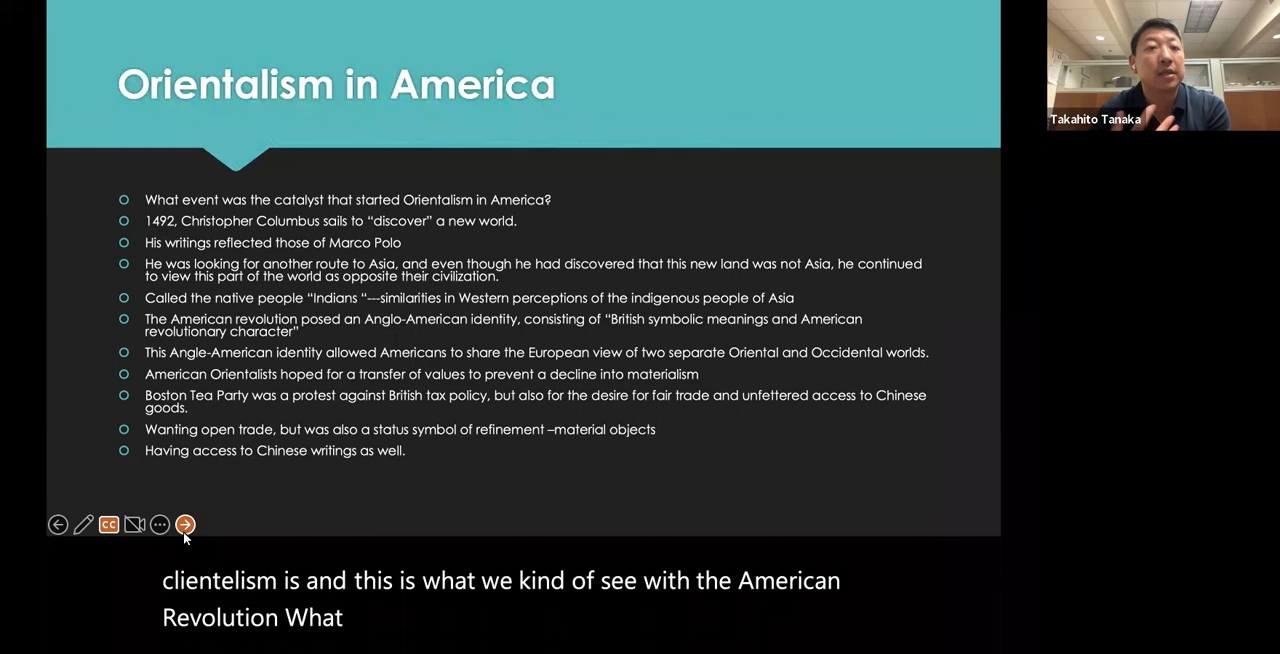 Orientalism in America
What event was the catalyst that started Orientalism in America?
1492, Christopher Columbus sails to “discover” a new world.
His writings reflected those of Marco Polo
He was looking for another route to Asia, and even though he had discovered that this new land was not Asia, he continued
to view this part of the world as opposite their civilization.
Called the native people “Indians “---similarities in Western perceptions of the indigenous people of Asia
The American revolution posed an Anglo-American identity, consisting of “British symbolic meanings and American
revolutionary character”
This Angle-American identity allowed Americans to share the European view of two separate Oriental and Occidental worlds.
American Orientalists hoped for a transfer of values to prevent a decline into materialism
Boston Tea Party was a protest against British tax policy, but also for the desire for fair trade and unfettered access to Chinese
goods.
Wanting open trade, but was also a status symbol of refinement –material objects
Having access to Chinese writings as well.
CC
clientelism is and this is what we kind of see with the American
Revolution What
Takahito Tanaka